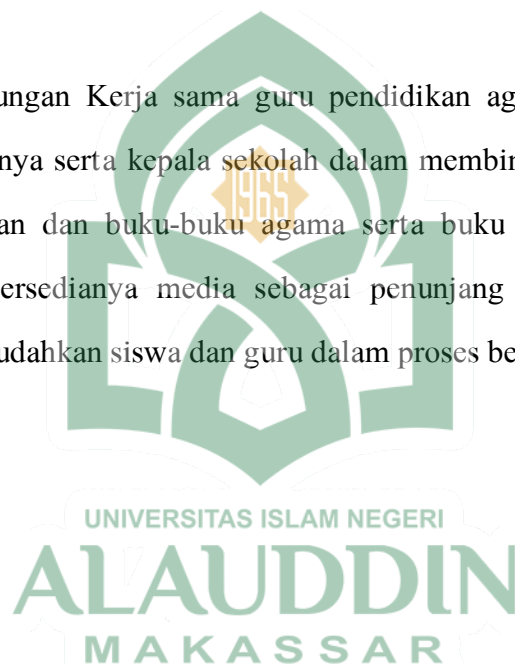 ungan Kerja sama guru pendidikan ag
nya serta kepala sekolah dalam membin
an dan buku-buku agama serta buku
ersedianya media sebagai penunjang
udahkan siswa dan guru dalam proses be
1965
UNIVERSITAS ISLAM NEGERI
ALAUDDIN
MAKASSAR